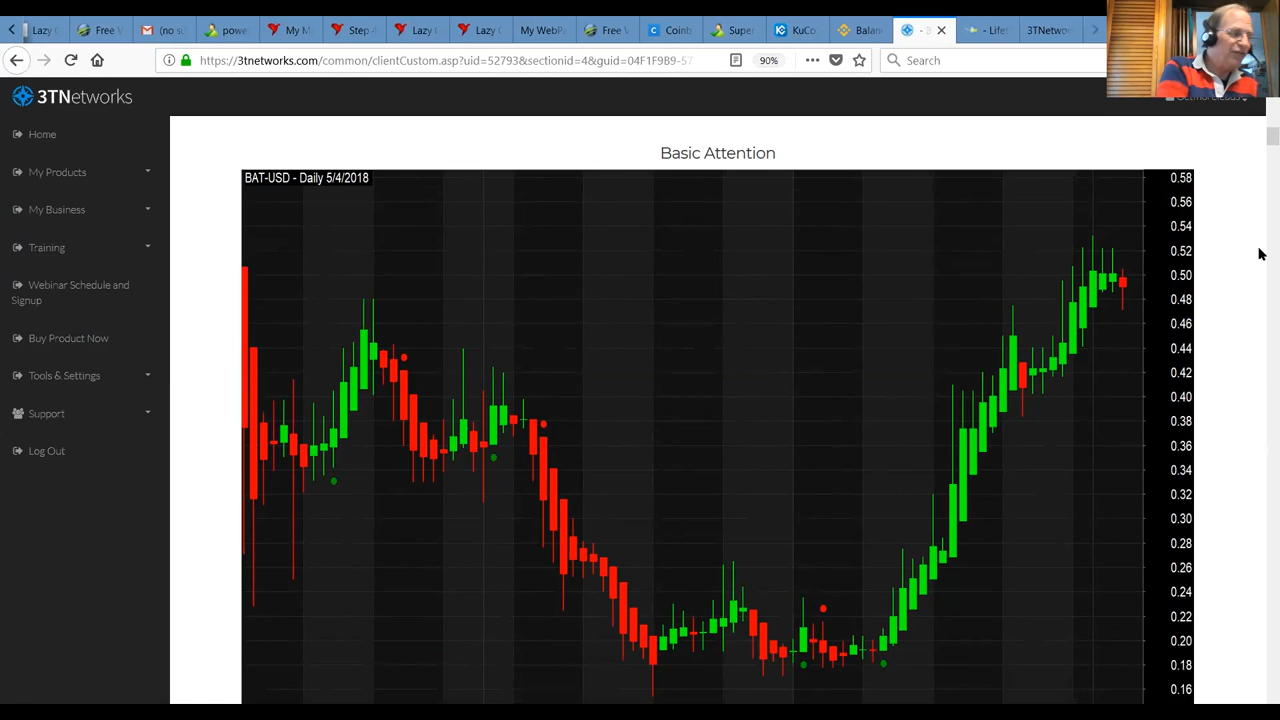 Lazy
Free V
(no su
powe
My M
Step-
Lazy
Lazy
My WebPa
Free V
Coinb
Super
KuCo
Balan
Lifet
3TNetwo
https://3tnetworks.com/common/clientContent.asp?uid=52793&sectionid=4&guid=04F1F9B9-57
90%
Search
3TNetworks
Home
My Products
My Business
Training
Webinar Schedule and
Signup
Buy Product Now
Tools & Settings
Support
Log Out
Basic Attention
BAT-USD - Daily 5/4/2018
0.58
0.56
0.54
0.52
0.50
0.48
0.46
0.44
0.42
0.40
0.38
0.36
0.34
0.32
0.30
0.28
0.26
0.24
0.22
0.20
0.18
0.16